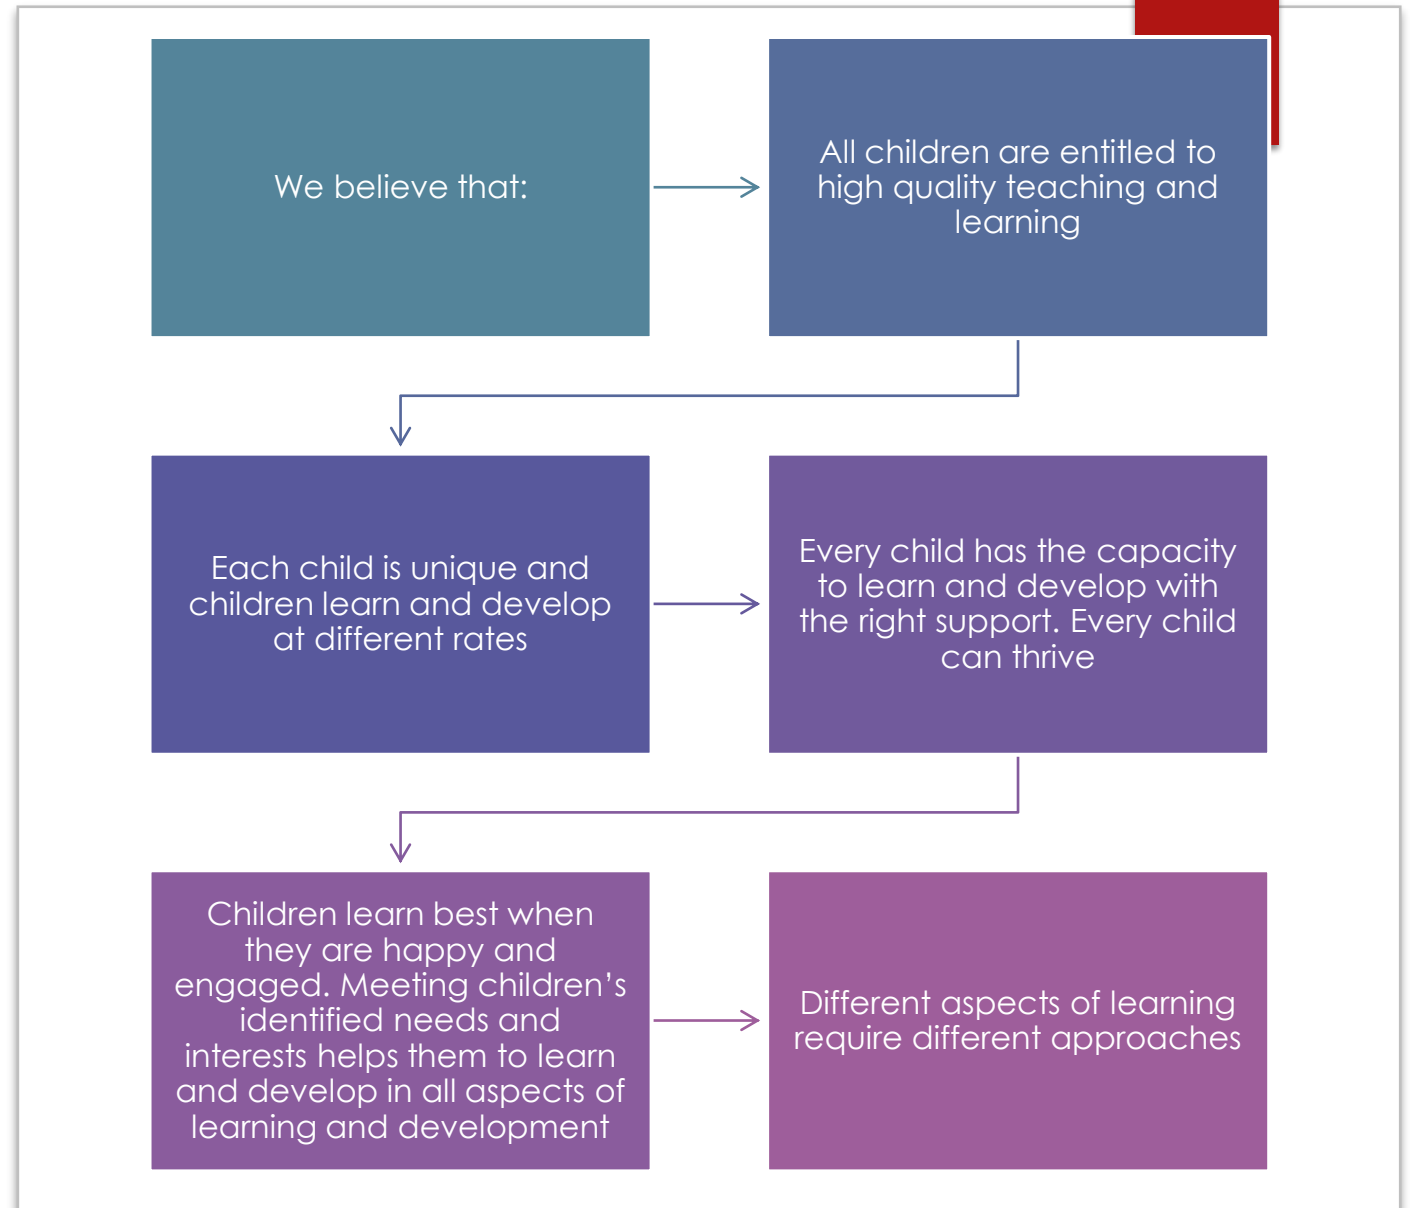 We believe that:
All children are entitled to
high quality teaching and
learning
Each child is unique and
children learn and develop
at different rates
Every child has the capacity
to learn and develop with
the right support. Every child
can thrive
Children learn best when
they are happy and
engaged. Meeting children’s
identified needs and
interests helps them to learn
and develop in all aspects of
learning and development
Different aspects of learning
require different approaches